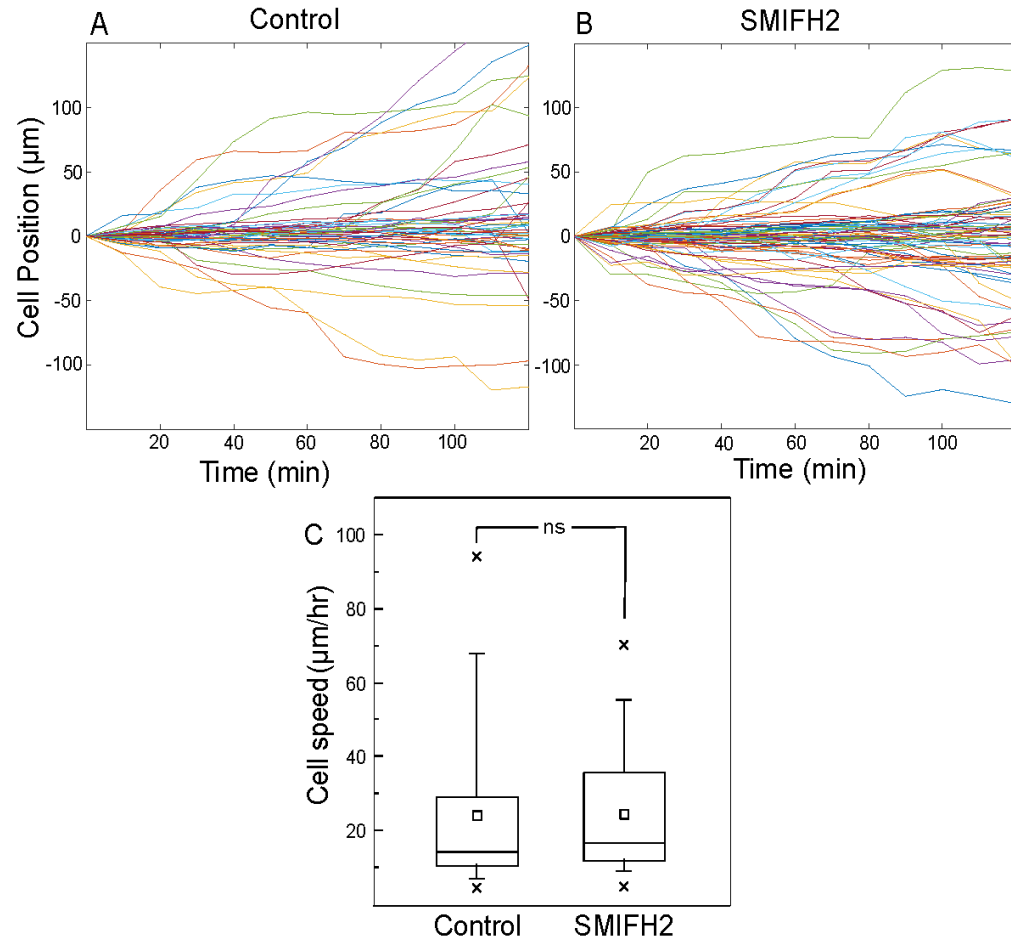 A Control
B SMIFH2
Cell Position (µm)
100
50
0
-50
-100
20 40 60 80 100
Time (min)
100
50
0
-50
-100
20 40 60 80 100
Time (min)
C
ns
Cell speed (µm/hr)
100
80
60
40
20
Control SMIFH2